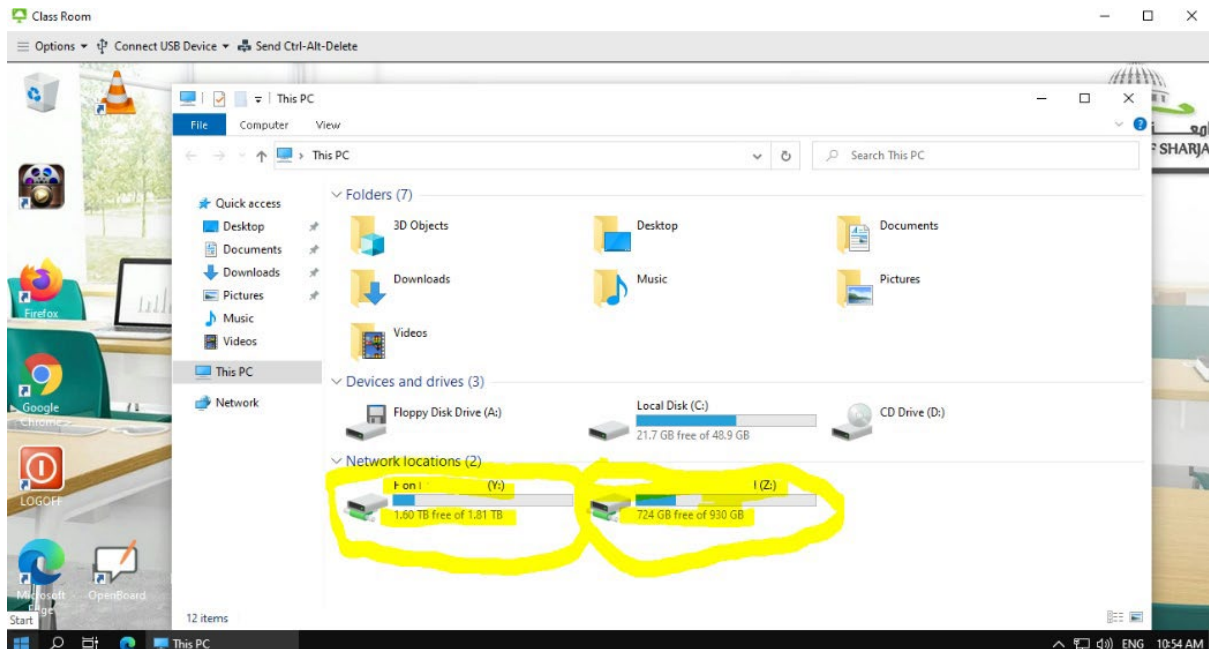 Class Room
Options Connect USB Device Send Ctrl-Alt-Delete
This PC
File Computer View
This PC
Search This PC
SHARJA
Quick access
Desktop
Documents
Downloads
Pictures
Music
Videos
This PC
Network
Folders (7)
3D Objects
Desktop
Documents
Downloads
Music
Pictures
Videos
Devices and drives (3)
Floppy Disk Drive (A:)
Local Disk (C:)
21.7 GB free of 48.9 GB
CD Drive (D:)
Network locations (2)
on (Y:)
1.60 TB free of 1.81 TB
(Z:)
724 GB free of 930 GB
12 items
Firefox
Google
Chrome
LOGOFF
Microsoft
Edge
OpenBoard
Start
This PC
ENG 10:54 AM